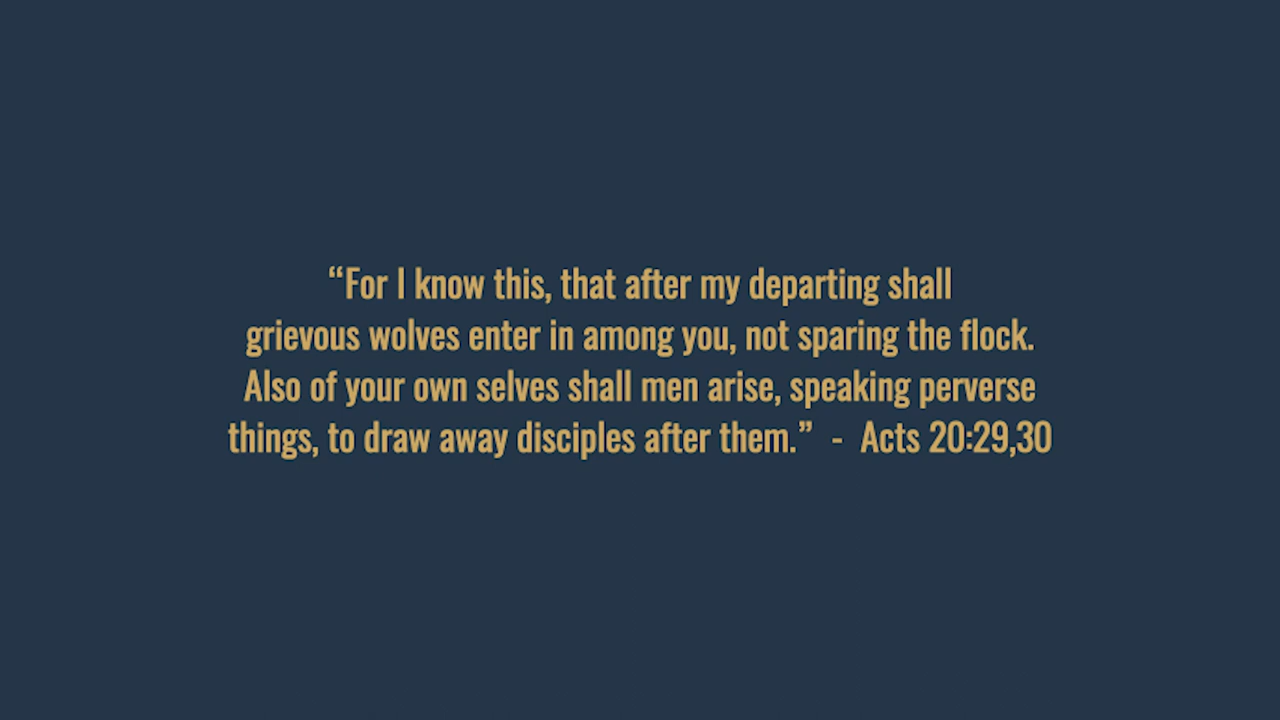 “For I know this, that after my departing shall
grievous wolves enter in among you, not sparing the flock.
Also of your own selves shall men arise, speaking perverse
things, to draw away disciples after them.”  -  Acts 20:29,30